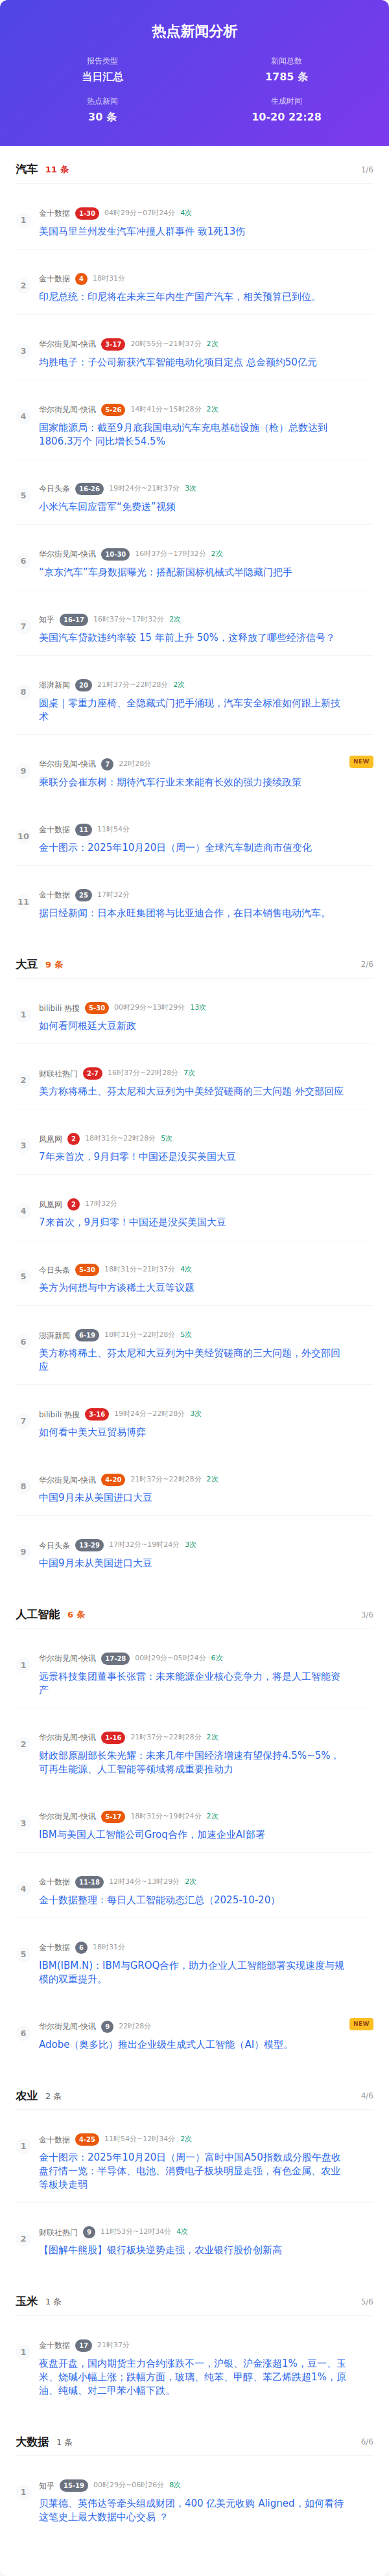 热点新闻分析
报告类型
新闻总数
当日汇总
1785 条
热点新闻
生成时间
30 条
10-20 22:28
汽车 11 条 1/6
1 金十数据 1-30 04时29分~07时24分 4次
美国马里兰州发生汽车冲撞人群事件 致1死13伤
2 金十数据 4 18时31分
印尼总统：印尼将在未来三年内生产国产汽车，相关预算已到位。
3 华尔街见闻-快讯 3-17 20时55分~21时37分 2次
均胜电子：子公司新获汽车智能电动化项目定点 总金额约50亿元
4 华尔街见闻-快讯 5-26 14时41分~15时28分 2次
国家能源局：截至9月底我国电动汽车充电基础设施（枪）总数达到
1806.3万个 同比增长54.5%
5 今日头条 16-26 19时24分~21时37分 3次
小米汽车回应雷军“免费送”视频
6 华尔街见闻-快讯 10-30 16时37分~17时32分 2次
“京东汽车”车身数据曝光：搭配新国标机械式半隐藏门把手
7 知乎 16-17 16时37分~17时32分 2次
美国汽车贷款违约率较 15 年前上升 50%，这释放了哪些经济信号？
8 澎湃新闻 20 21时37分~22时28分 2次
圆桌｜零重力座椅、全隐藏式门把手涌现，汽车安全标准如何跟上新技
术
9 华尔街见闻-快讯 7 22时28分 NEW
乘联分会崔东树：期待汽车行业未来能有长效的强力接续政策
10 金十数据 11 11时54分
金十图示：2025年10月20日（周一）全球汽车制造商市值变化
11 金十数据 25 17时32分
据日经新闻：日本永旺集团将与比亚迪合作，在日本销售电动汽车。
大豆 9 条 2/6
1 bilibili 热搜 5-30 00时29分~13时29分 13次
如何看阿根廷大豆新政
2 财联社热门 2-7 16时37分~22时28分 7次
美方称将稀土、芬太尼和大豆列为中美经贸磋商的三大问题 外交部回应
3 凤凰网 2 18时31分~22时28分 5次
7年来首次，9月归零！中国还是没买美国大豆
4 凤凰网 2 17时32分
7来首次，9月归零！中国还是没买美国大豆
5 今日头条 5-30 18时31分~21时37分 4次
美方为何想与中方谈稀土大豆等议题
6 澎湃新闻 6-19 18时31分~22时28分 5次
美方称将稀土、芬太尼和大豆列为中美经贸磋商的三大问题，外交部回
应
7 bilibili 热搜 3-16 19时24分~22时28分 3次
如何看中美大豆贸易博弈
8 华尔街见闻-快讯 4-20 21时37分~22时28分 2次
中国9月未从美国进口大豆
9 今日头条 13-29 17时32分~19时24分 3次
中国9月未从美国进口大豆
人工智能 6 条 3/6
1 华尔街见闻-快讯 17-28 00时29分~05时24分 6次
远景科技集团董事长张雷：未来能源企业核心竞争力，将是人工智能资
产
2 华尔街见闻-快讯 1-16 21时37分~22时28分 2次
财政部原副部长朱光耀：未来几年中国经济增速有望保持4.5%~5%，
可再生能源、人工智能等领域将成重要推动力
3 华尔街见闻-快讯 5-17 18时31分~19时24分 2次
IBM与美国人工智能公司Groq合作，加速企业AI部署
4 金十数据 11-18 12时34分~13时29分 2次
金十数据整理：每日人工智能动态汇总（2025-10-20）
5 金十数据 6 18时31分
IBM(IBM.N)：IBM与GROQ合作，助力企业人工智能部署实现速度与规
模的双重提升。
6 华尔街见闻-快讯 9 22时28分 NEW
Adobe（奥多比）推出企业级生成式人工智能（AI）模型。
农业 2 条 4/6
1 金十数据 4-25 11时54分~12时34分 2次
金十图示：2025年10月20日（周一）富时中国A50指数成分股午盘收
盘行情一览：半导体、电池、消费电子板块明显走强，有色金属、农业
等板块走弱
2 财联社热门 9 11时53分~12时34分 4次
【图解牛熊股】银行板块逆势走强，农业银行股价创新高
玉米 1 条 5/6
1 金十数据 17 21时37分
夜盘开盘，国内期货主力合约涨跌不一，沪银、沪金涨超1%，豆一、玉
米、烧碱小幅上涨；跌幅方面，玻璃、纯苯、甲醇、苯乙烯跌超1%，原
油、纯碱、对二甲苯小幅下跌。
大数据 1 条 6/6
1 知乎 15-19 00时29分~06时26分 8次
贝莱德、英伟达等牵头组成财团，400 亿美元收购 Aligned，如何看待
这笔史上最大数据中心交易 ？